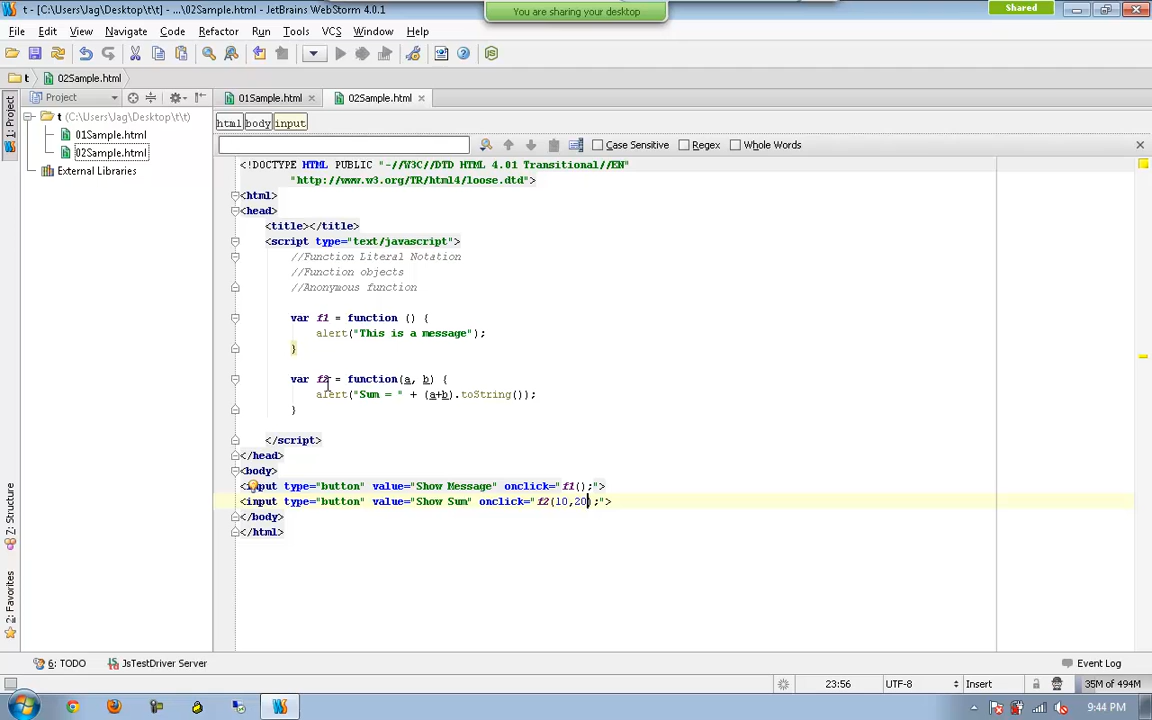 You are sharing your desktop
Shared
t - [C:\Users\Jag\Desktop\t\t] - ...\02Sample.html - JetBrains WebStorm 4.0.1
File Edit View Navigate Code Refactor Run Tools VCS Window Help
t 02Sample.html
Project 01Sample.html 02Sample.html
1: Project
t (C:\Users\Jag\Desktop\t\t)
01Sample.html
02Sample.html
External Libraries
html body input
Case Sensitive Regex Whole Words
<!DOCTYPE HTML PUBLIC "-//W3C//DTD HTML 4.01 Transitional//EN"
"http://www.w3.org/TR/html4/loose.dtd">
<html>
<head>
<title></title>
<script type="text/javascript">
//Function Literal Notation
//Function objects
//Anonymous function
var f1 = function () {
alert("This is a message");
}
var f2 = function(a, b) {
alert("Sum = " + (a+b).toString());
}
</script>
</head>
<body>
<input type="button" value="Show Message" onclick="f1();">
<input type="button" value="Show Sum" onclick="f2(10,20);">
</body>
</html>
Z: Structure
2: Favorites
6: TODO JsTestDriver Server Event Log
23:56 UTF-8 Insert 35M of 494M
WS 9:44 PM